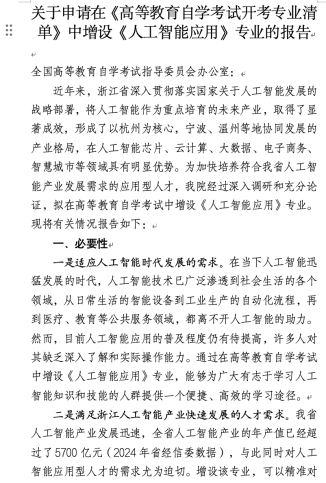 关于申请在《高等教育自学考试开考专业清
单》中增设《人工智能应用》专业的报告
全国高等教育自学考试指导委员会办公室：
近年来，浙江省深入贯彻落实国家关于人工智能发展的
战略部署，将人工智能作为重点培育的未来产业，取得了显
著成效，形成了以杭州为核心，宁波、温州等地协同发展的
产业格局，在人工智能芯片、云计算、大数据、电子商务、
智慧城市等领域具有明显优势。为加快培养符合我省人工智
能产业发展需求的应用型人才，我院经过深入调研和充分论
证，拟在高等教育自学考试中增设《人工智能应用》专业。
现将有关情况报告如下：
一、必要性
一是适应人工智能时代发展的需求。在当下人工智能迅
猛发展的时代，人工智能技术已广泛渗透到社会生活的各个
领域，从日常生活的智能设备到工业生产的自动化流程，再
到医疗、教育等公共服务领域，都离不开人工智能的助力。
然而，目前人工智能应用的普及程度仍有待提高，许多人对
其缺乏深入了解和实际操作能力。通过在高等教育自学考试
中增设《人工智能应用》专业，能够为广大有志于学习人工
智能知识和技能的人群提供一个便捷、高效的学习途径。
二是满足浙江人工智能产业快速发展的人才需求。我省
人工智能产业发展迅速，全省人工智能产业的年产值已经超
过了 5700 亿元（2024 年省经信委数据），与此同时对人工
智能应用型人才的需求尤为迫切。增设该专业，可以精准对